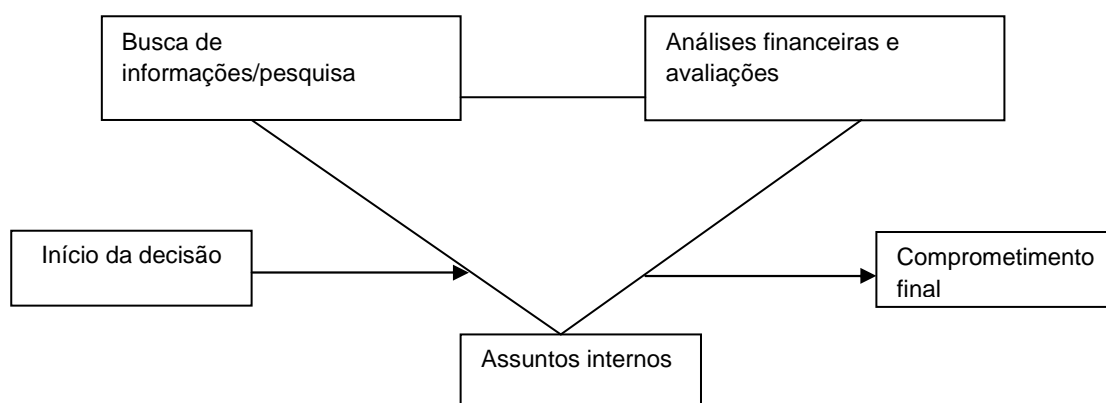 Busca de
informações/pesquisa
Análises financeiras e
avaliações
Início da decisão
Comprometimento
final
Assuntos internos